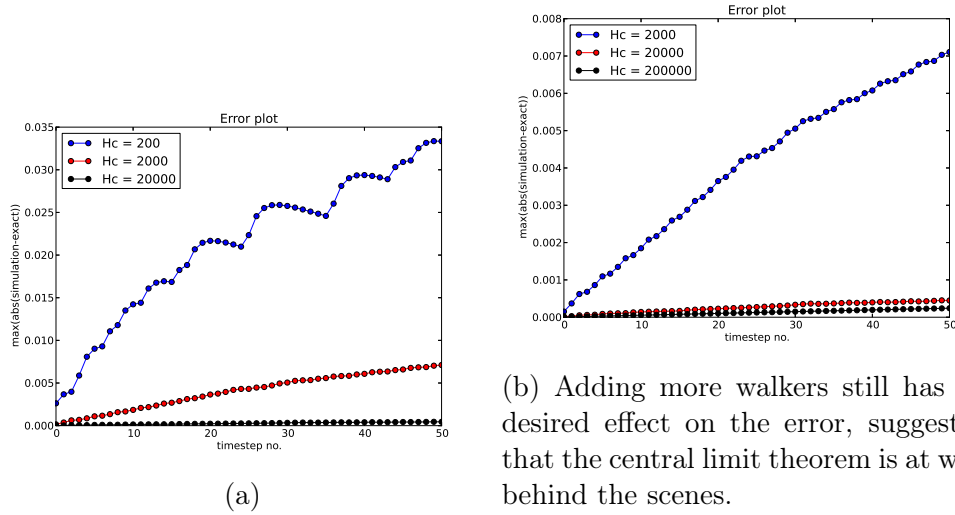 Error plot
Hc = 200
Hc = 2000
Hc = 20000
max(abs(simulation-exact))
0.035
0.030
0.025
0.020
0.015
0.010
0.005
0.000
0 10 20 30 40 50
timestep no.
(a)
Error plot
Hc = 2000
Hc = 20000
Hc = 200000
max(abs(simulation-exact))
0.008
0.007
0.006
0.005
0.004
0.003
0.002
0.001
0.000
0 10 20 30 40 50
timestep no.
(b) Adding more walkers still has
desired effect on the error, suggest
that the central limit theorem is at w
behind the scenes.